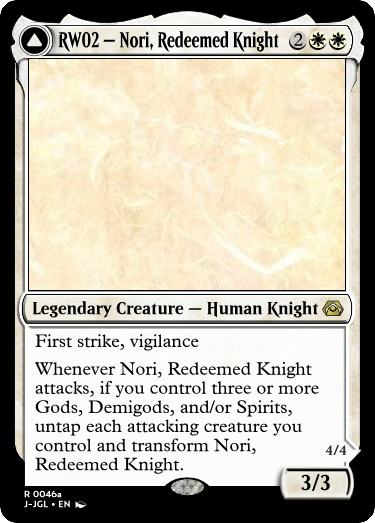 RW02 – Nori, Redeemed Knight 2
Legendary Creature — Human Knight
First strike, vigilance
Whenever Nori, Redeemed Knight
attacks, if you control three or more
Gods, Demigods, and/or Spirits,
untap each attacking creature you
control and transform Nori,
Redeemed Knight.
4/4
3/3
R 0046a
J-JGL • EN